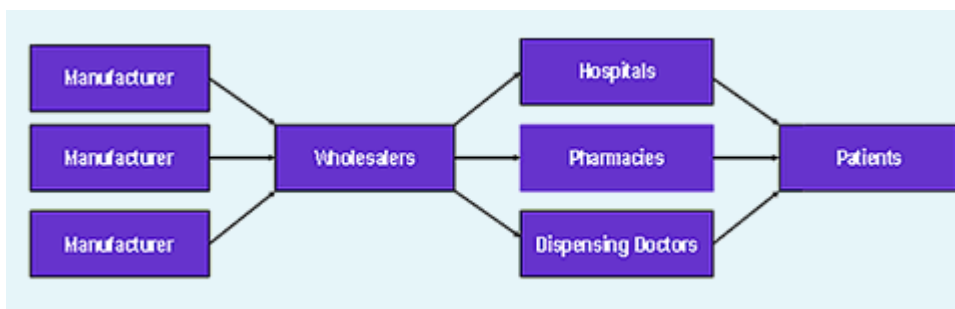 Manufacturer
Manufacturer
Manufacturer
Wholesalers
Hospitals
Pharmacies
Dispensing Doctors
Patients